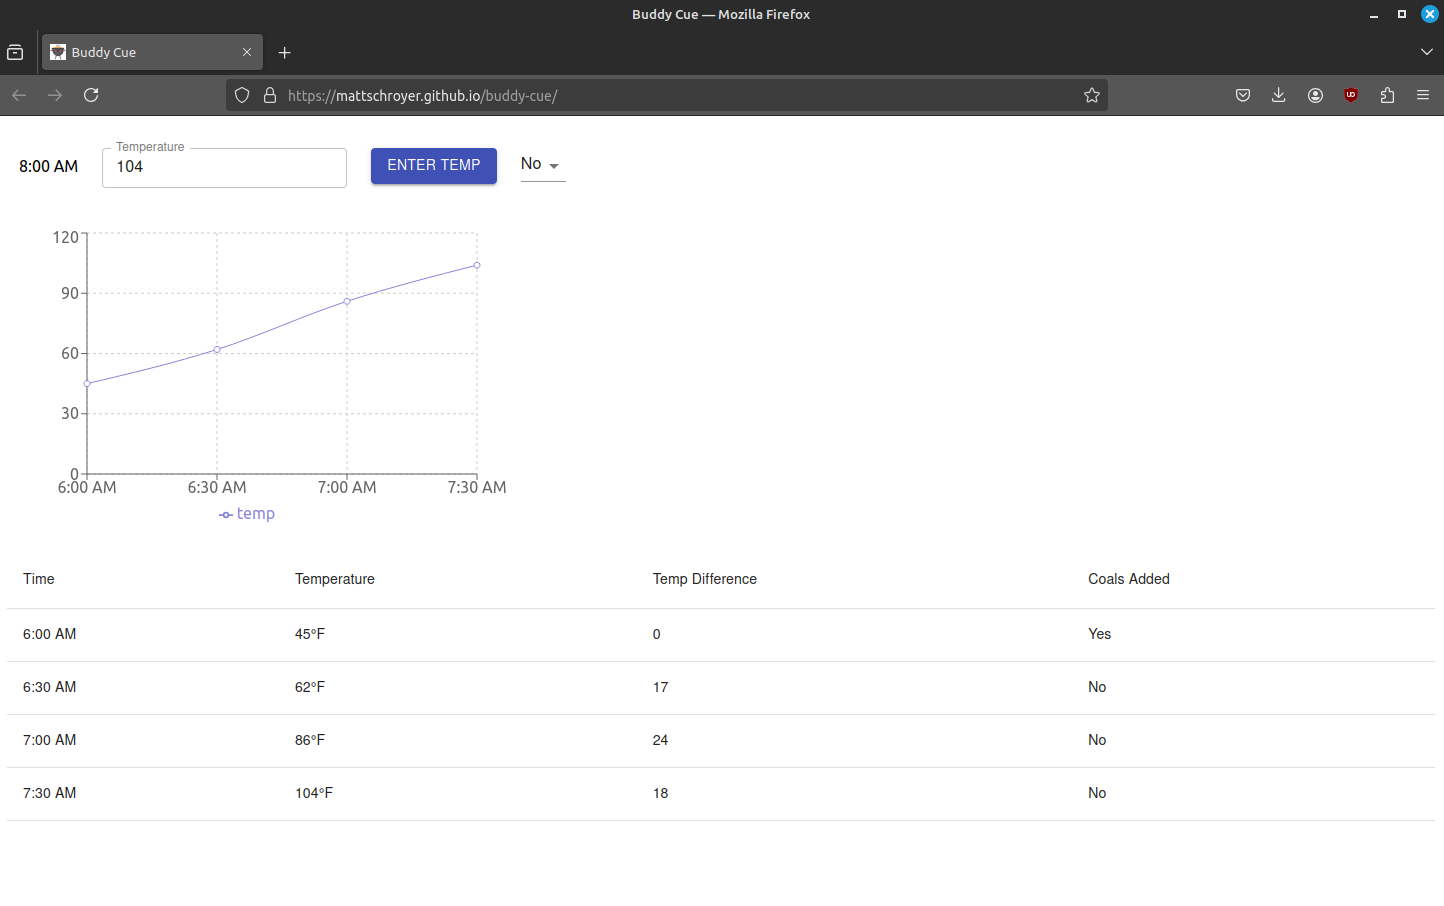 Buddy Cue — Mozilla Firefox
Buddy Cue
https://mattschroyer.github.io/buddy-cue/
8:00 AM
Temperature
104
ENTER TEMP
No
120
90
60
30
0
6:00 AM 6:30 AM 7:00 AM 7:30 AM
temp
Time Temperature Temp Difference Coals Added
6:00 AM 45°F 0 Yes
6:30 AM 62°F 17 No
7:00 AM 86°F 24 No
7:30 AM 104°F 18 No